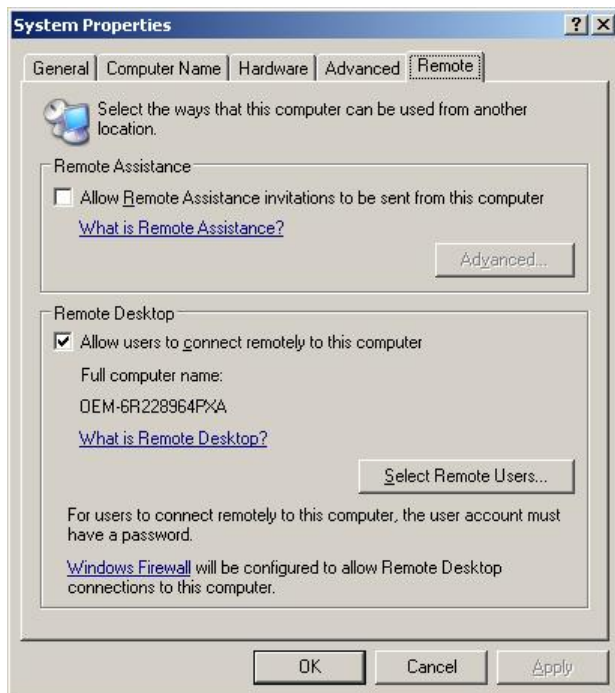 System Properties
General
Computer Name
Hardware
Advanced
Remote
Select the ways that this computer can be used from another
location.
Remote Assistance
Allow Remote Assistance invitations to be sent from this computer
What is Remote Assistance?
Advanced...
Remote Desktop
Allow users to connect remotely to this computer
Full computer name:
OEM-6R228964PXA
What is Remote Desktop?
Select Remote Users...
For users to connect remotely to this computer, the user account must
have a password.
Windows Firewall will be configured to allow Remote Desktop
connections to this computer.
OK
Cancel
Apply